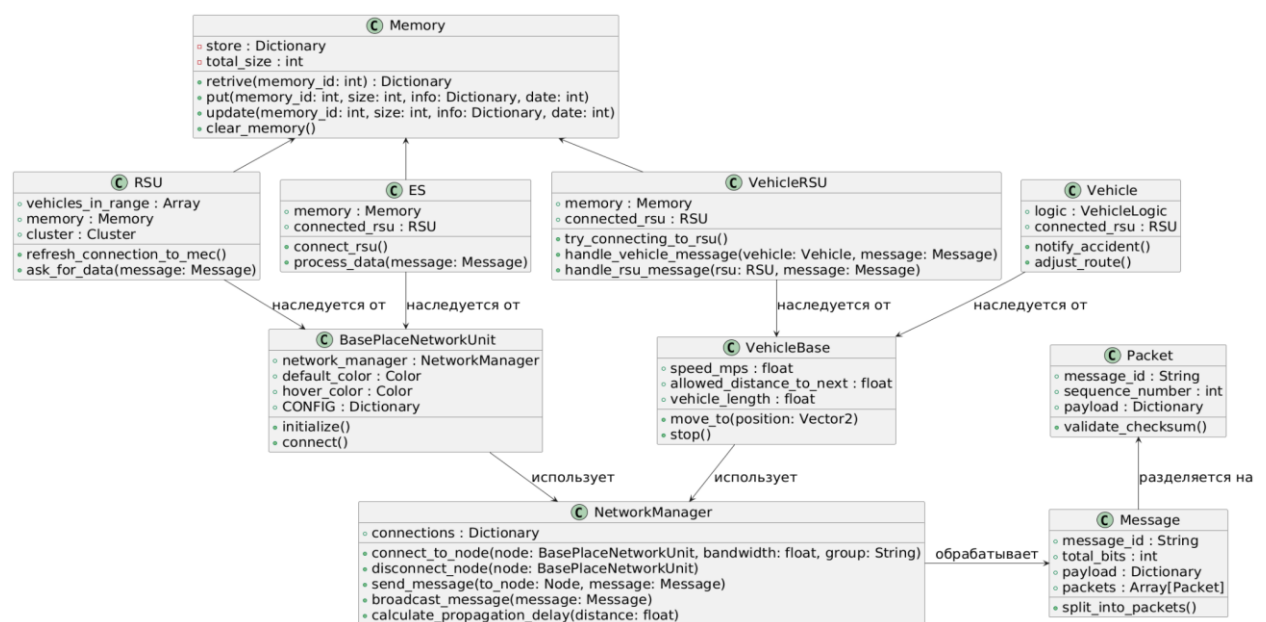 C Memory
store : Dictionary
total_size : int
retrive(memory_id: int) : Dictionary
put(memory_id: int, size: int, info: Dictionary, date: int)
update(memory_id: int, size: int, info: Dictionary, date: int)
clear_memory()
C RSU
vehicles_in_range : Array
memory : Memory
cluster : Cluster
refresh_connection_to_mec()
ask_for_data(message: Message)
C ES
memory : Memory
connected_rsu : RSU
connect_rsu()
process_data(message: Message)
C VehicleRSU
memory : Memory
connected_rsu : RSU
try_connecting_to_rsu()
handle_vehicle_message(vehicle: Vehicle, message: Message)
handle_rsu_message(rsu: RSU, message: Message)
C Vehicle
logic : VehicleLogic
connected_rsu : RSU
notify_accident()
adjust_route()
наследуется от
наследуется от
наследуется от
наследуется от
C BasePlaceNetworkUnit
network_manager : NetworkManager
default_color : Color
hover_color : Color
CONFIG : Dictionary
initialize()
connect()
C VehicleBase
speed_mps : float
allowed_distance_to_next : float
vehicle_length : float
move_to(position: Vector2)
stop()
C Packet
message_id : String
sequence_number : int
payload : Dictionary
validate_checksum()
использует
использует
разделяется на
C NetworkManager
connections : Dictionary
connect_to_node(node: BasePlaceNetworkUnit, bandwidth: float, group: String)
disconnect_node(node: BasePlaceNetworkUnit)
send_message(to_node: Node, message: Message)
broadcast_message(message: Message)
calculate_propagation_delay(distance: float)
обрабатывает
C Message
message_id : String
total_bits : int
payload : Dictionary
packets : Array[Packet]
split_into_packets()